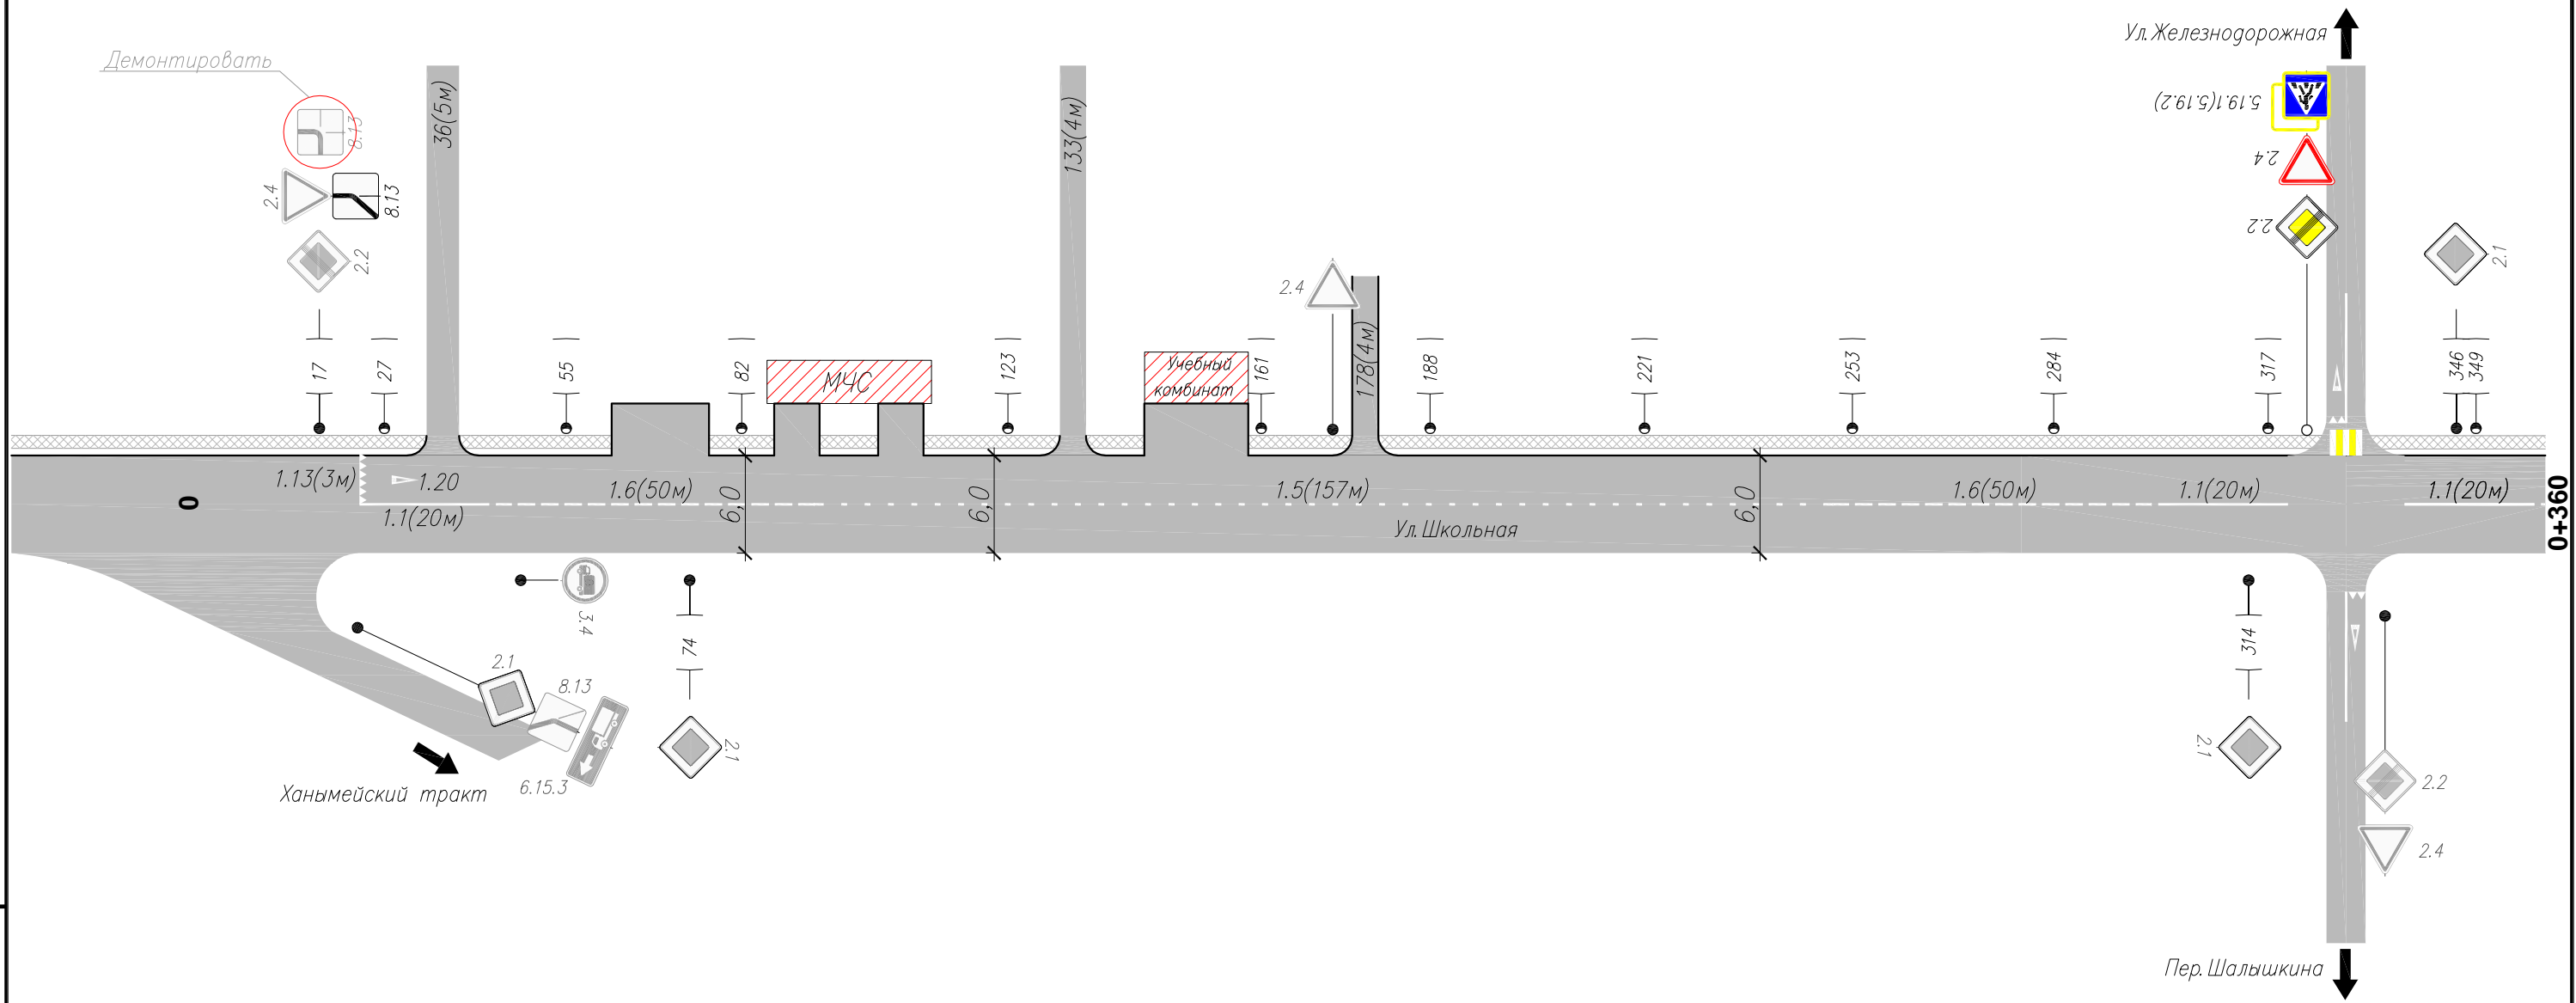 Демонтировать
8.13
36(5м)
133(4м)
Ул.Железнодорожная
5.19.1(5.19.2)
2.4
2.4
8.13
2.2
2.2
2.1
2.4
178(4м)
17
27
55
82
МЧС
123
Учебный
комбинат
161
188
221
253
284
317
346
349
0
1.13(3м)
1.20
1.1(20м)
1.6(50м)
6,0
6,0
1.5(157м)
Ул.Школьная
6,0
1.6(50м)
1.1(20м)
1.1(20м)
0+360
3.4
74
314
2.1
8.13
2.1
2.1
6.15.3
Ханымейский тракт
2.2
2.4
Пер.Шалышкина